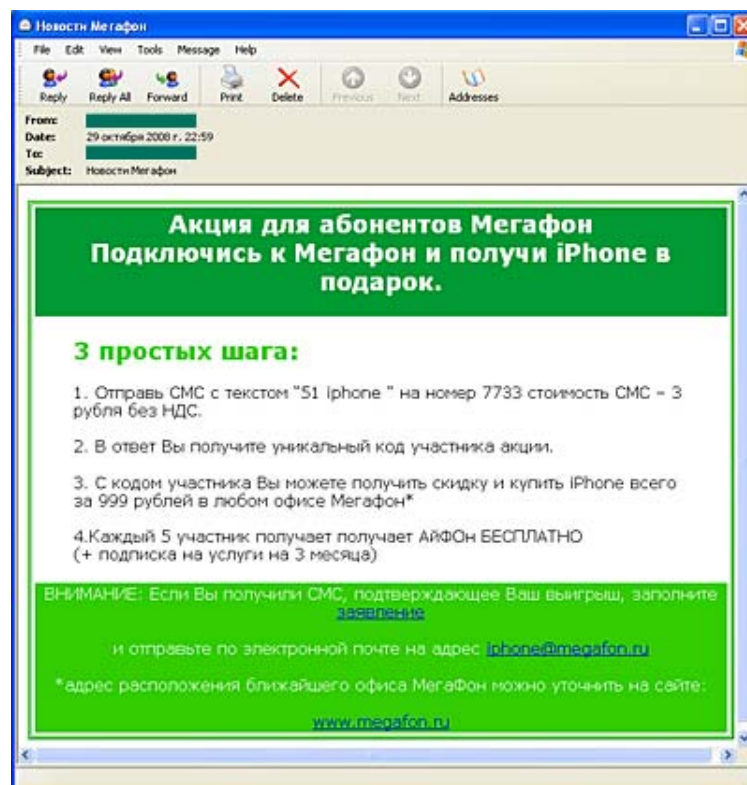 Новости Мегафон
File Edit View Tools Message Help
Reply Reply All Forward Print Delete Previous Next Addresses
From:
Date: 29 октября 2008 г. 22:59
To:
Subject: Новости Мегафон
Акция для абонентов Мегафон
Подключись к Мегафон и получи iPhone в
подарок.
3 простых шага:
1. Отправь СМС с текстом "51 iphone " на номер 7733 стоимость СМС – 3
рубля без НДС.
2. В ответ Вы получите уникальный код участника акции.
3. С кодом участника Вы можете получить скидку и купить iPhone всего
за 999 рублей в любом офисе Мегафон*
4.Каждый 5 участник получает получает АйФОн БЕСПЛАТНО
(+ подписка на услуги на 3 месяца)
ВНИМАНИЕ: Если Вы получили СМС, подтверждающее Ваш выигрыш, заполните
заявление
и отправьте по электронной почте на адрес iphone@megafon.ru
*адрес расположения ближайшего офиса МегаФон можно уточнить на сайте:
www.megafon.ru